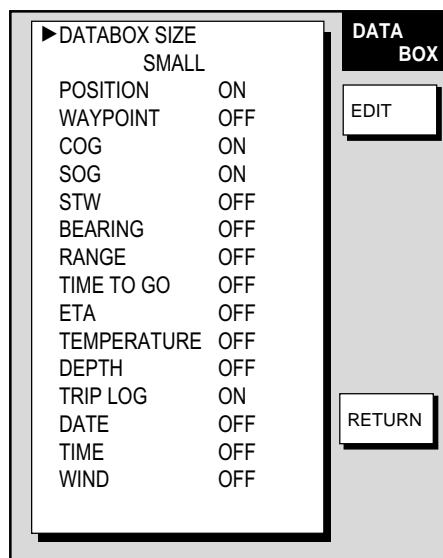 ▶DATABOX SIZE
SMALL
POSITION ON
WAYPOINT OFF
COG ON
SOG ON
STW OFF
BEARING OFF
RANGE OFF
TIME TO GO OFF
ETA OFF
TEMPERATURE OFF
DEPTH OFF
TRIP LOG ON
DATE OFF
TIME OFF
WIND OFF
DATA
BOX
EDIT
RETURN